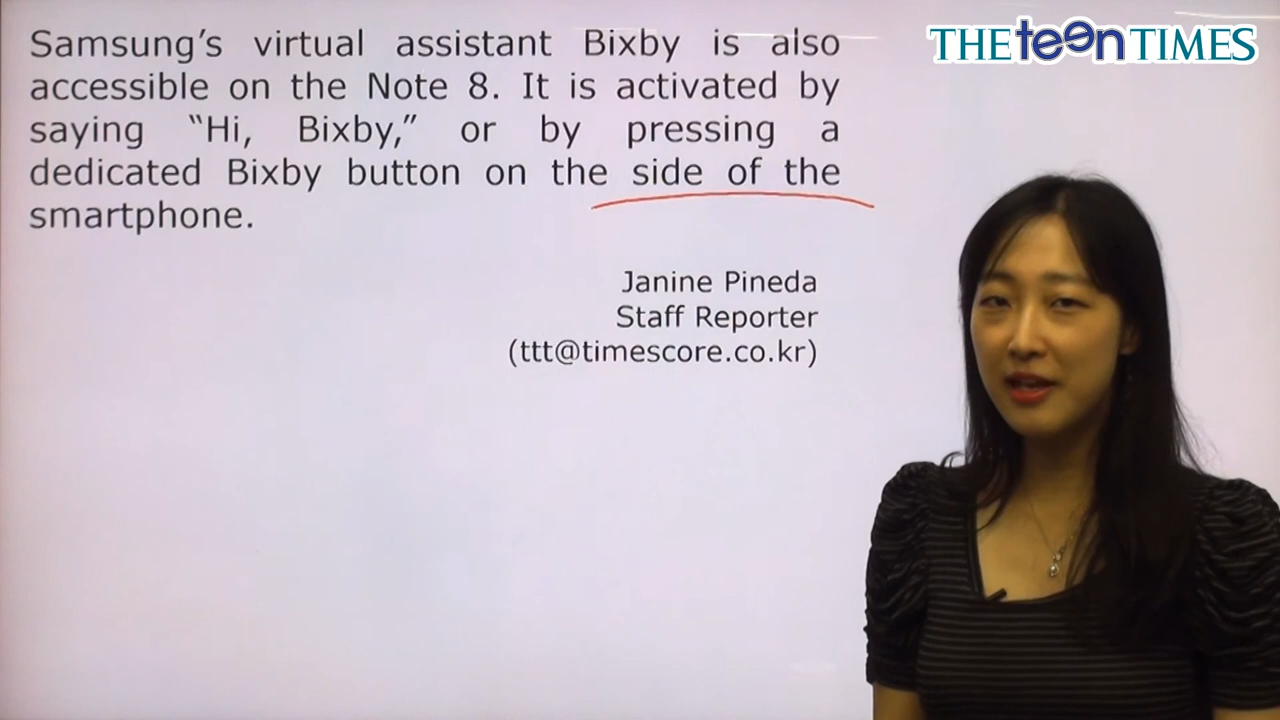 THE teen TIMES
Samsung’s virtual assistant Bixby is also
accessible on the Note 8. It is activated by
saying “Hi, Bixby,” or by pressing a
dedicated Bixby button on the side of the
smartphone.
Janine Pineda
Staff Reporter
(ttt@timescore.co.kr)